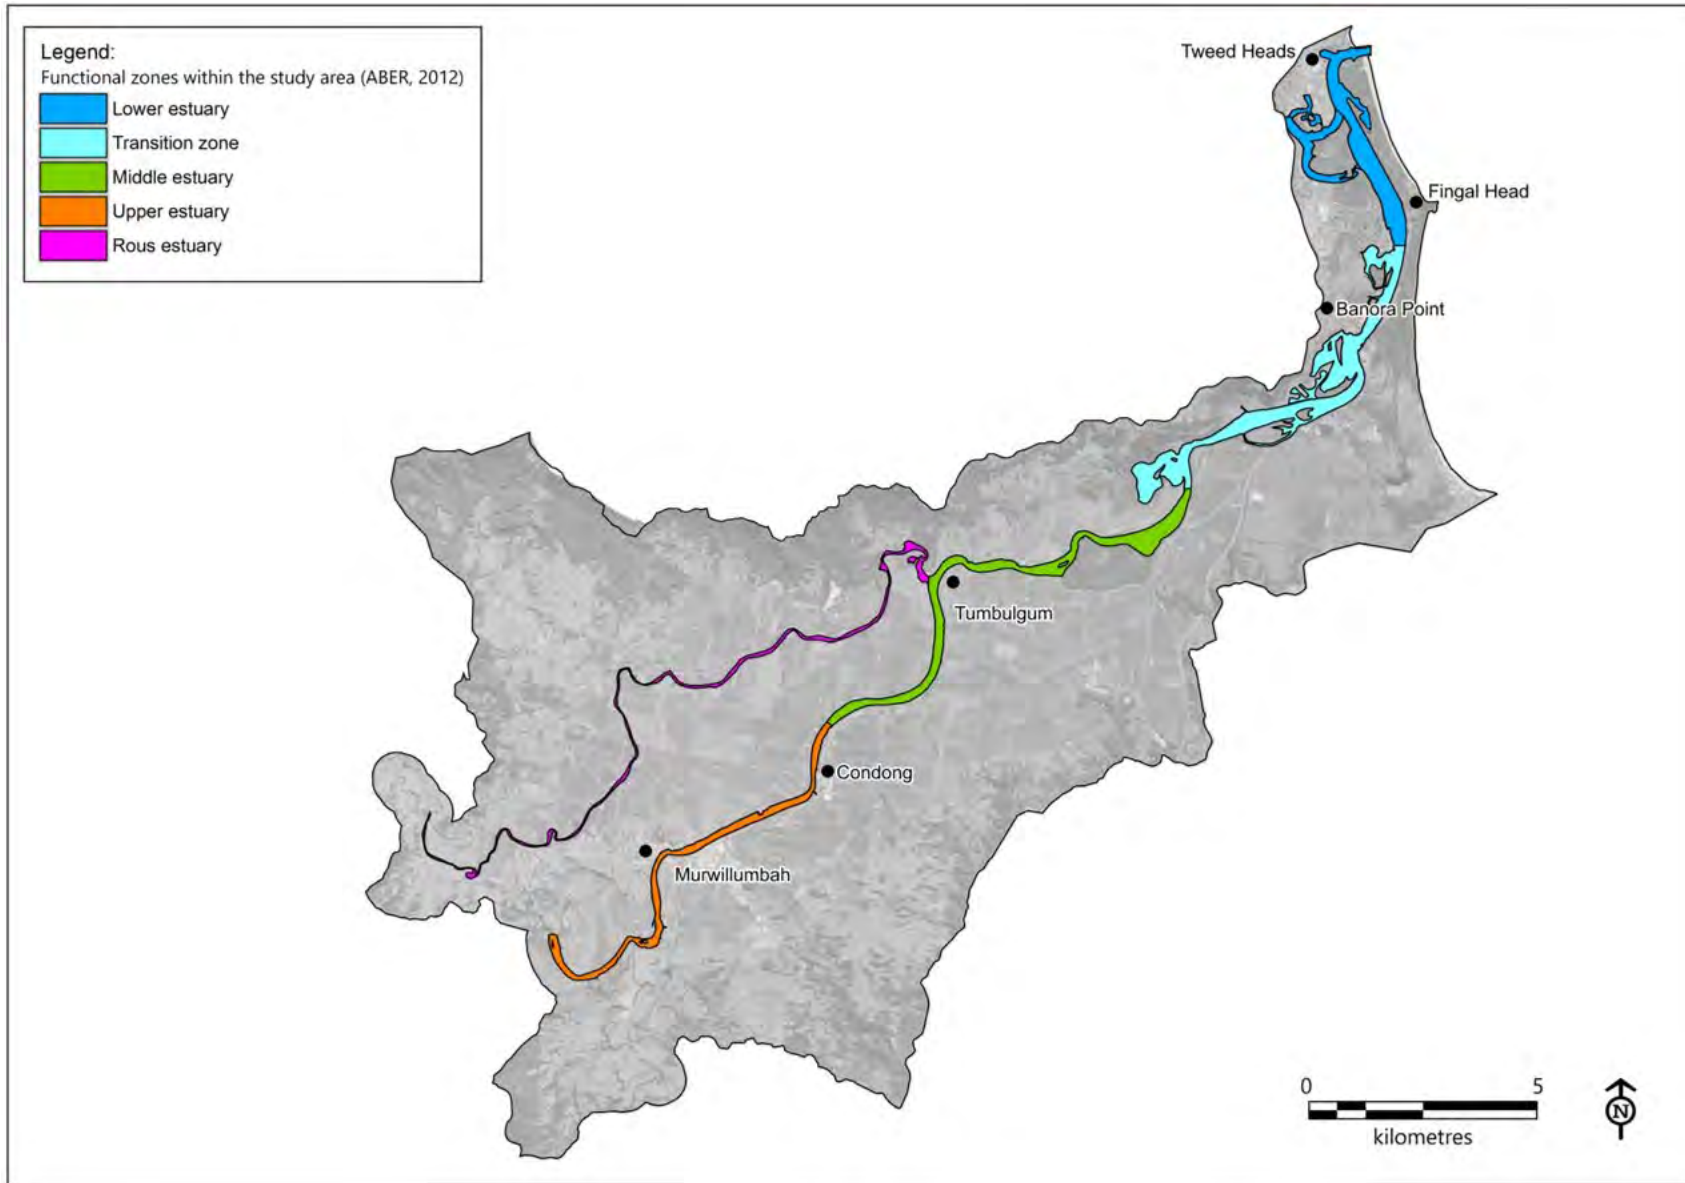 Legend:
Functional zones within the study area (ABER, 2012)
Lower estuary
Transition zone
Middle estuary
Upper estuary
Rous estuary
Tweed Heads
Fingal Head
Banora Point
Tumbulgum
Condong
Murwillumbah
0 5
kilometres
N